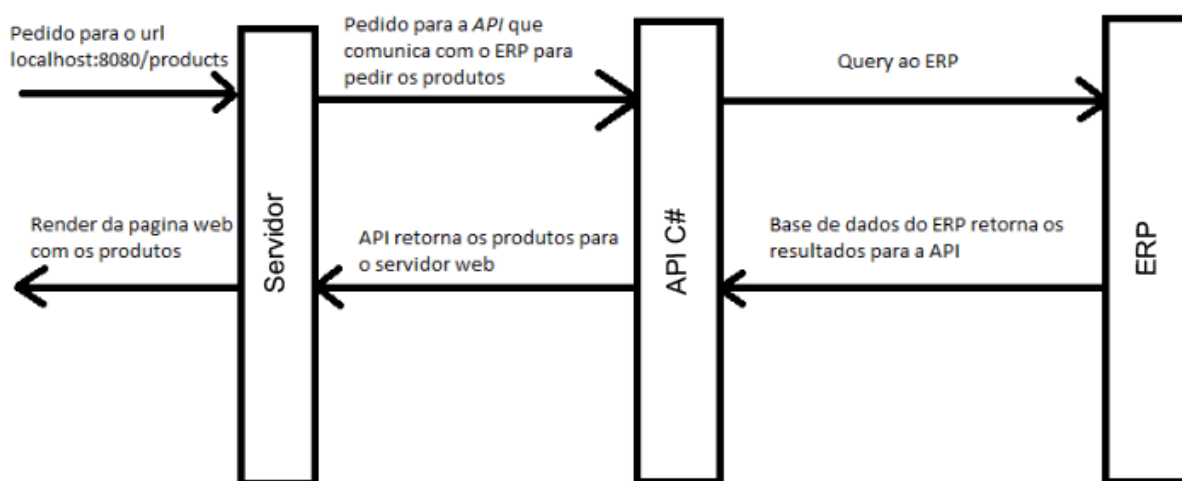 Pedido para o url
localhost:8080/products
Pedido para a API que
comunica com o ERP para
pedir os produtos
Query ao ERP
Servidor
API C#
ERP
Render da pagina web
com os produtos
API retorna os produtos para
o servidor web
Base de dados do ERP retorna os
resultados para a API